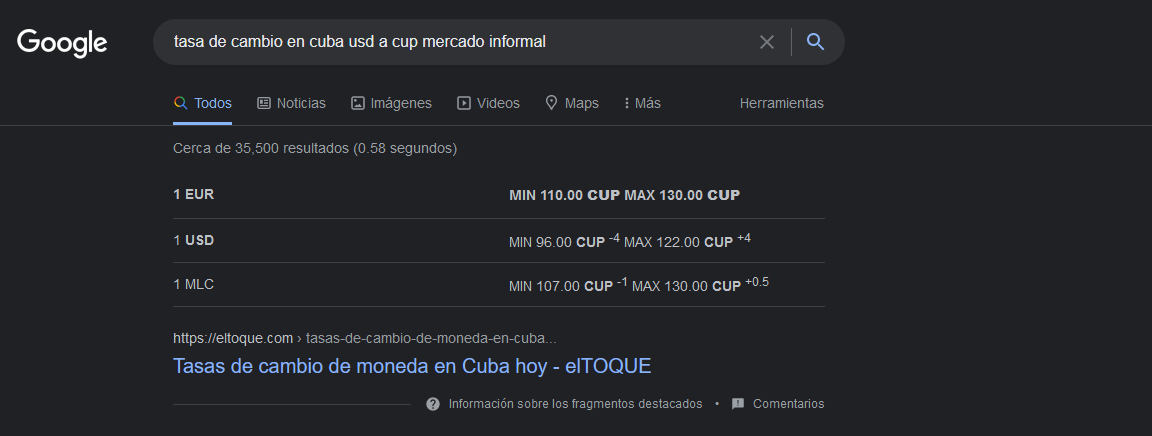 Google
tasa de cambio en cuba usd a cup mercado informal
Todos Noticias Imágenes Videos Maps Más Herramientas
Cerca de 35,500 resultados (0.58 segundos)
1 EUR MIN 110.00 CUP MAX 130.00 CUP
1 USD MIN 96.00 CUP -4 MAX 122.00 CUP +4
1 MLC MIN 107.00 CUP -1 MAX 130.00 CUP +0.5
https://eltoque.com › tasas-de-cambio-de-moneda-en-cuba...
Tasas de cambio de moneda en Cuba hoy - elTOQUE
Información sobre los fragmentos destacados • Comentarios